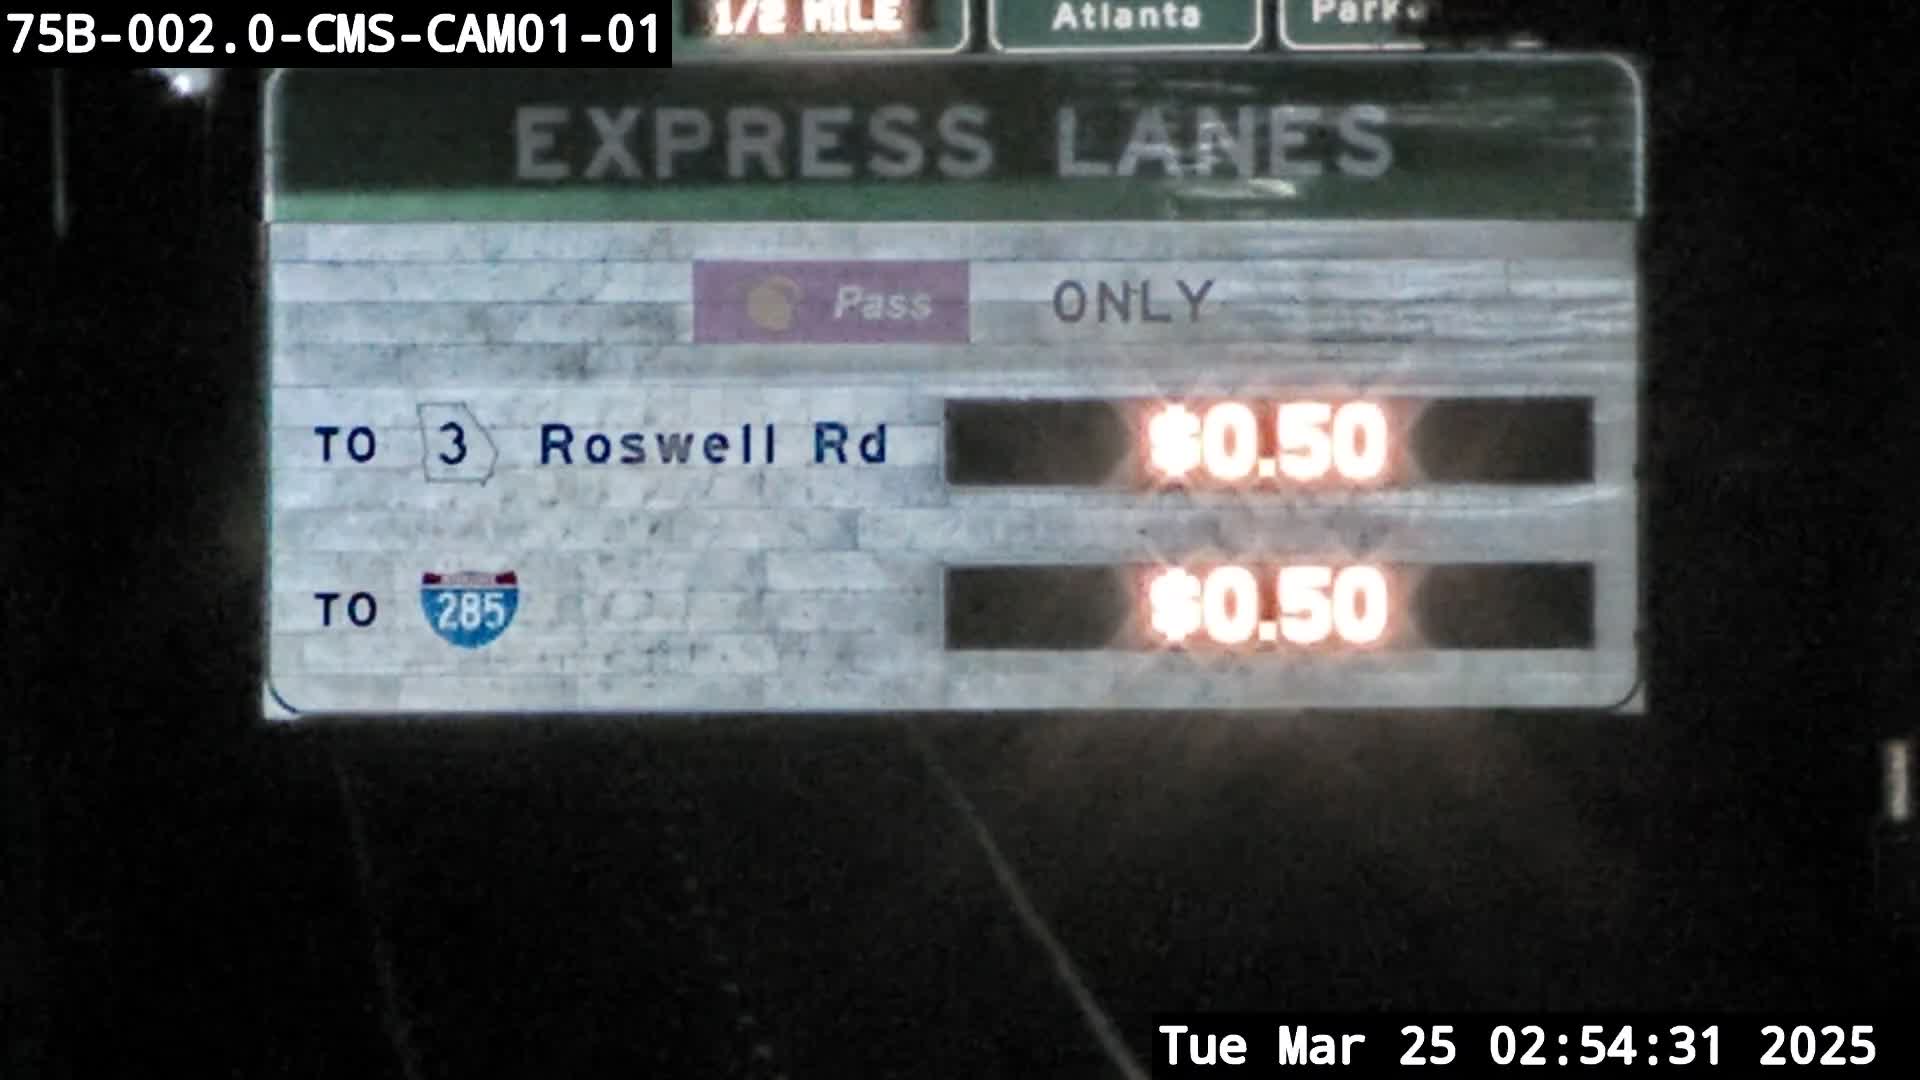 75B-002.0-CMS-CAM01-01
1/2 MILE
Atlanta
EXPRESS LANES
Pass ONLY
TO 3 Roswell Rd $0.50
TO 285 $0.50
Tue Mar 25 02:54:31 2025